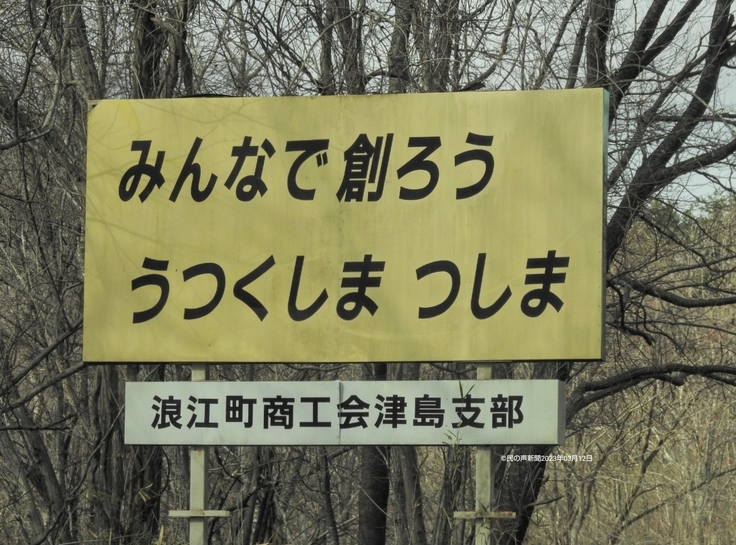 みんなで創ろう
うつくしま つしま
浪江町商工会津島支部
©民の声新聞2023年03月12日